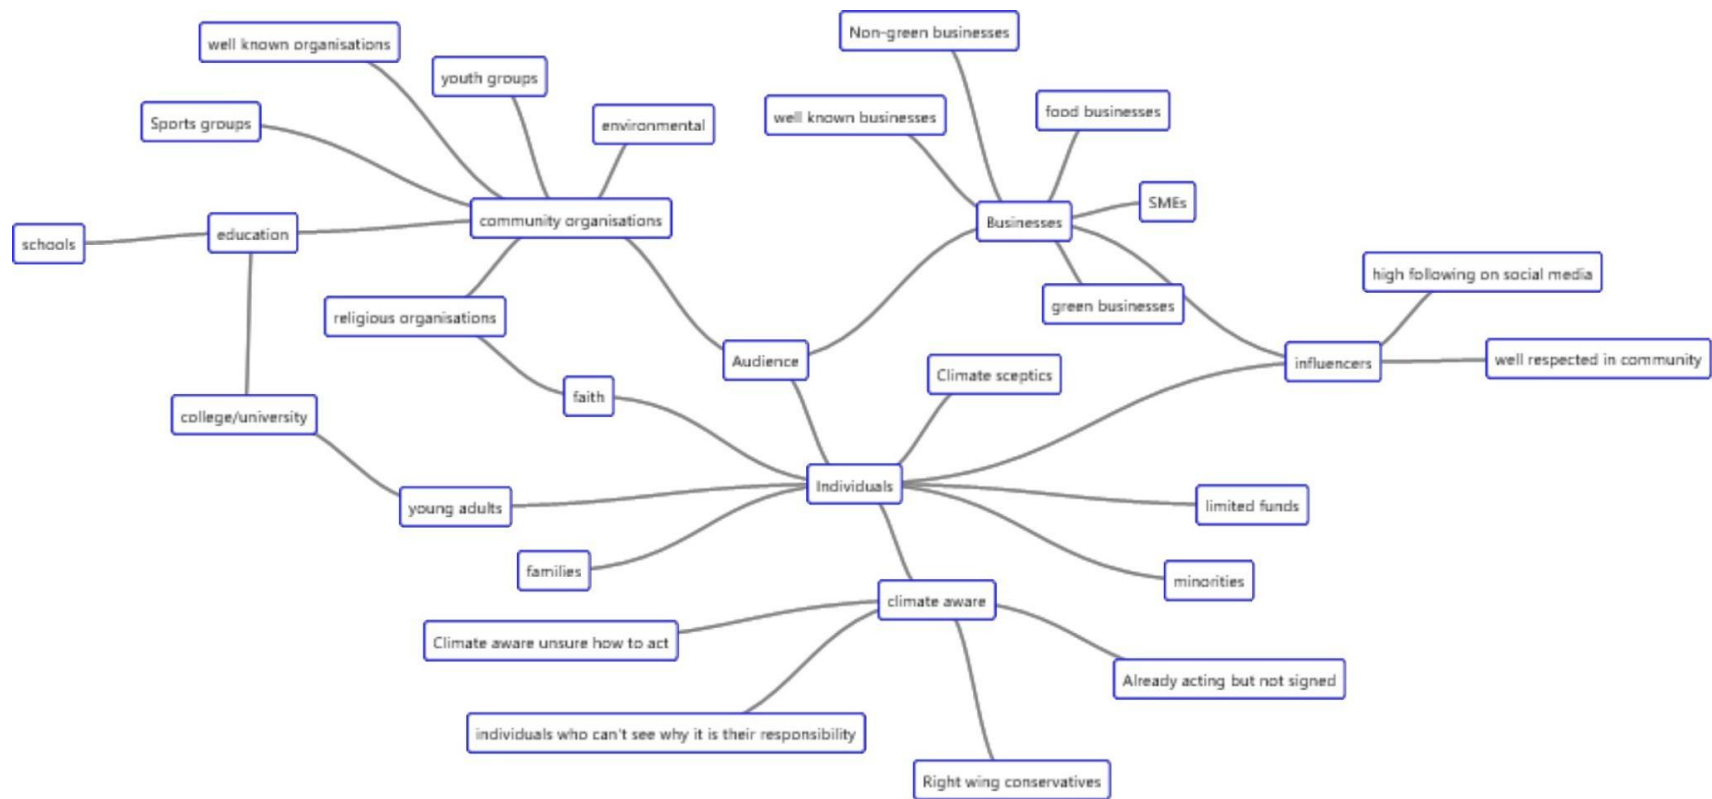 Non-green businesses
well known organisations
youth groups
food businesses
well known businesses
Sports groups
environmental
SMEs
community organisations
Businesses
education
schools
high following on social media
green businesses
religious organisations
Audience
influencers
well respected in community
Climate sceptics
faith
college/university
Individuals
limited funds
young adults
families
minorities
climate aware
Climate aware unsure how to act
Already acting but not signed
individuals who can't see why it is their responsibility
Right wing conservatives